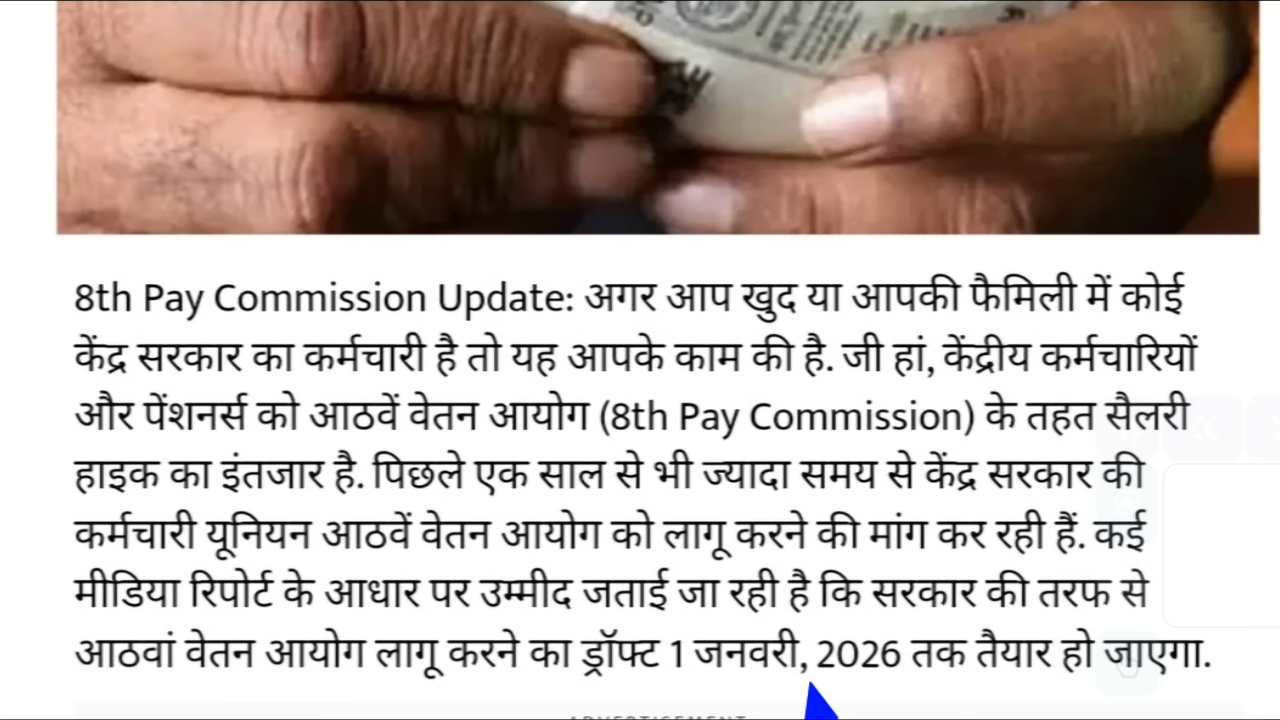 8th Pay Commission Update: अगर आप खुद या आपकी फैमिली में कोई
केंद्र सरकार का कर्मचारी है तो यह आपके काम की है. जी हां, केंद्रीय कर्मचारियों
और पेंशनर्स को आठवें वेतन आयोग (8th Pay Commission) के तहत सैलरी
हाइक का इंतजार है. पिछले एक साल से भी ज्यादा समय से केंद्र सरकार की
कर्मचारी यूनियन आठवें वेतन आयोग को लागू करने की मांग कर रही हैं. कई
मीडिया रिपोर्ट के आधार पर उम्मीद जताई जा रही है कि सरकार की तरफ से
आठवां वेतन आयोग लागू करने का ड्रॉफ्ट 1 जनवरी, 2026 तक तैयार हो जाएगा.
ADVERTISEMENT